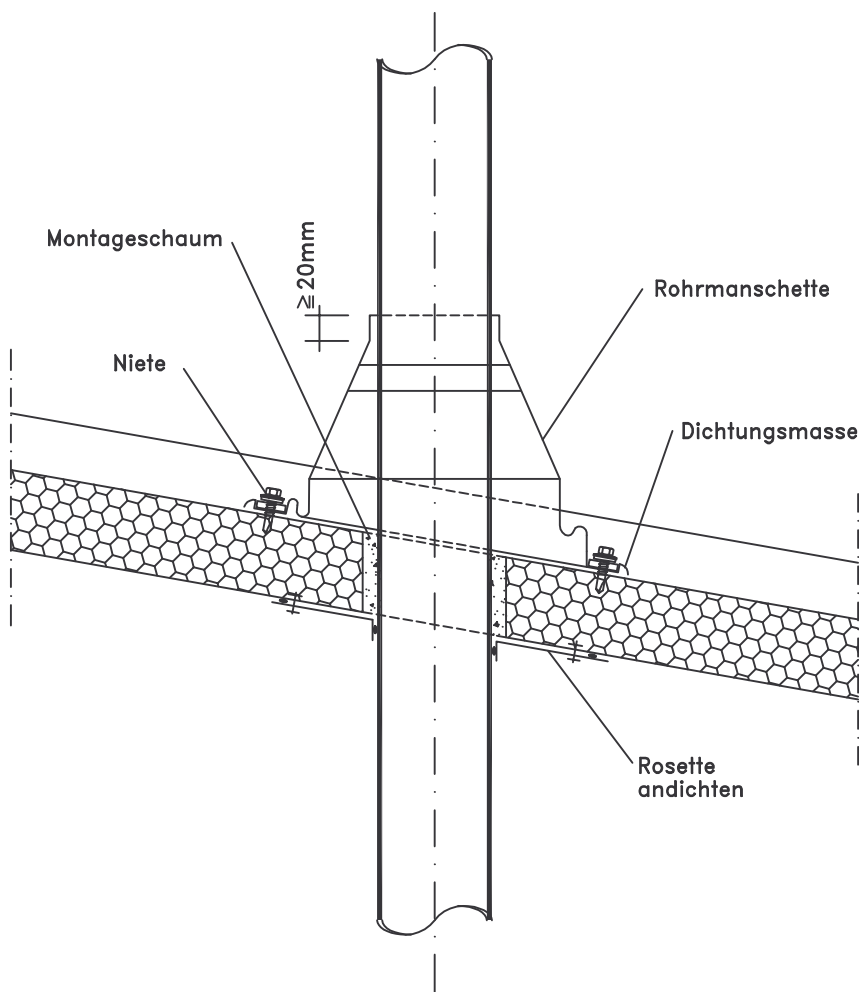 Montageschaum
≥20mm
Rohrmanschette
Niete
Dichtungsmasse
Rosette
andichten